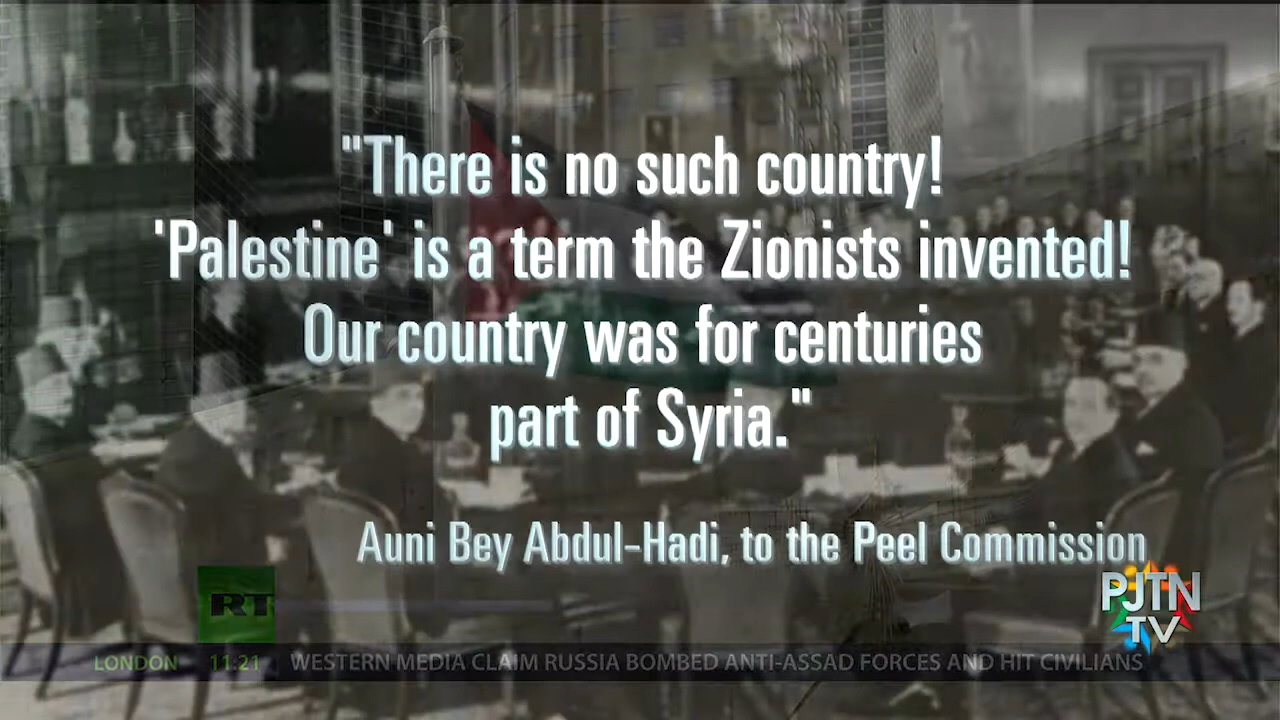 "There is no such country!
'Palestine' is a term the Zionists invented!
Our country was for centuries
part of Syria."
Auni Bey Abdul-Hadi, to the Peel Commission
PJTN
TV
RT
LONDON 11:21 WESTERN MEDIA CLAIM RUSSIA BOMBED ANTI-ASSAD FORCES AND HIT CIVILIANS